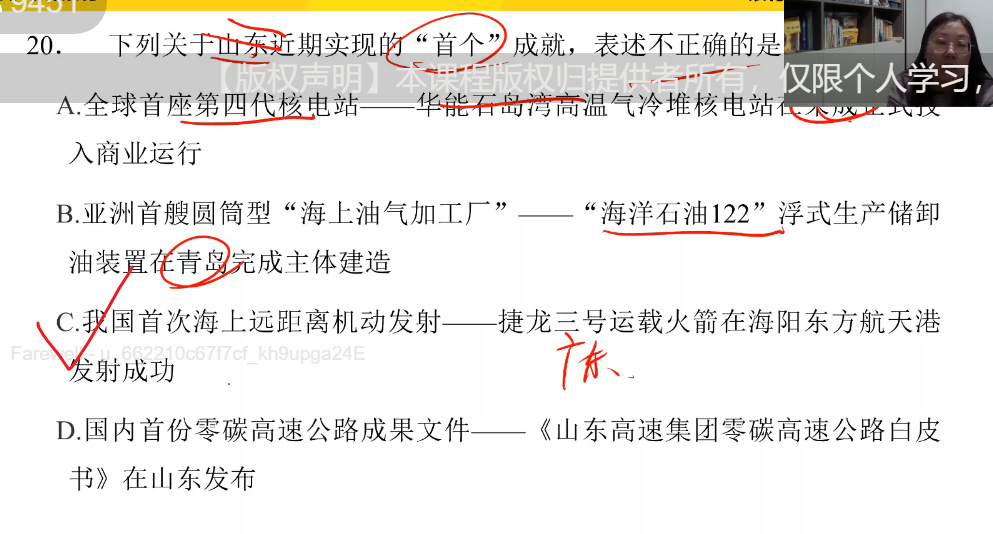 9451
20. 下列关于山东近期实现的“首个”成就，表述不正确的是
【版权声明】本课程版权归提供者所有，仅限个人学习，
A.全球首座第四代核电站——华能石岛湾高温气冷堆核电站在荣成正式投
入商业运行
B.亚洲首艘圆筒型“海上油气加工厂”——“海洋石油122”浮式生产储卸
油装置在青岛完成主体建造
C.我国首次海上远距离机动发射——捷龙三号运载火箭在海阳东方航天港
Farewell - u_662210c67f7cf_kh9upga24E
广东、
发射成功
D.国内首份零碳高速公路成果文件——《山东高速集团零碳高速公路白皮
书》在山东发布